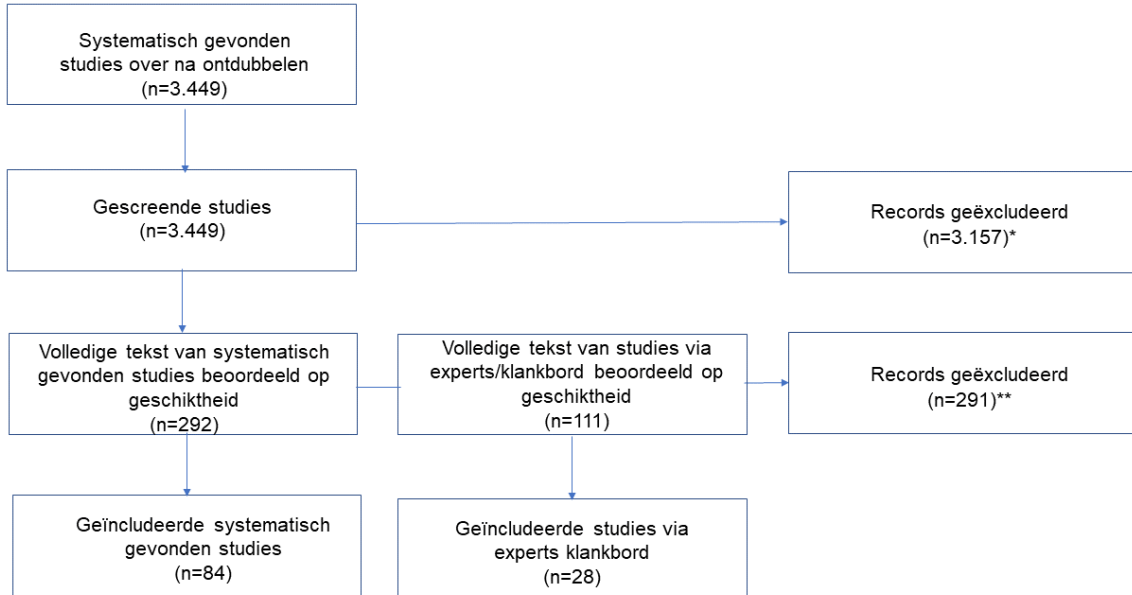 Systematisch gevonden
studies over na ontdubbelen
(n=3.449)
Gescreende studies
(n=3.449)
Records geëxcludeerd
(n=3.157)*
Volledige tekst van systematisch
gevonden studies beoordeeld op
geschiktheid
(n=292)
Volledige tekst van studies via
experts/klankbord beoordeeld op
geschiktheid
(n=111)
Records geëxcludeerd
(n=291)**
Geïncludeerde systematisch
gevonden studies
(n=84)
Geïncludeerde studies via
experts klankbord
(n=28)